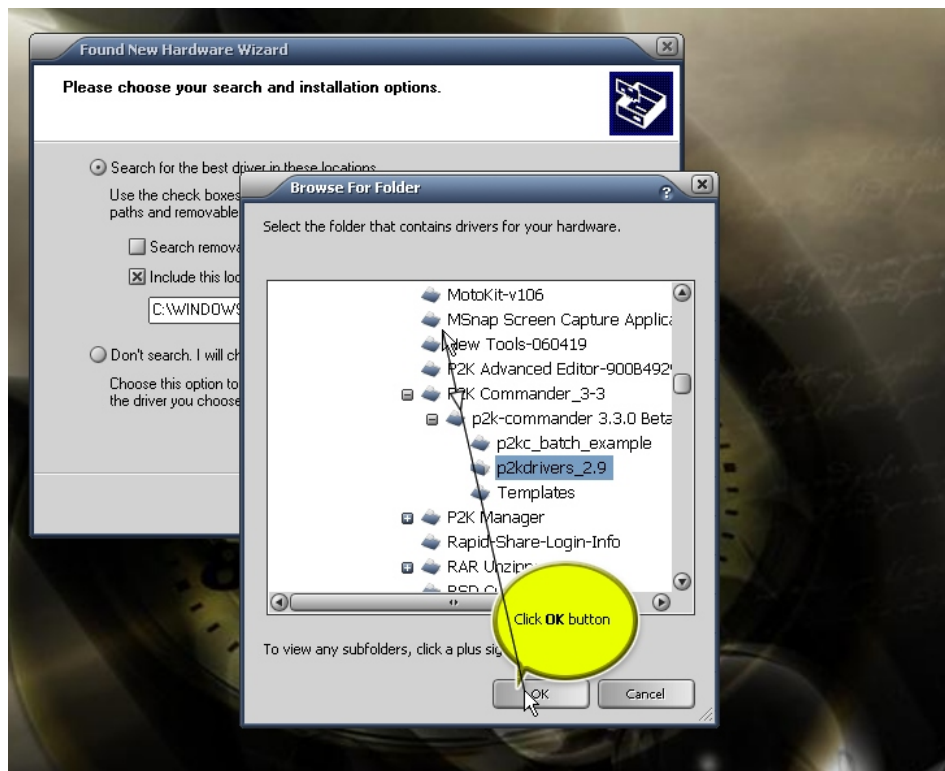 Found New Hardware Wizard
Please choose your search and installation options.
Search for the best driver in these locations.
Use the check boxes
paths and removable
Search remova
Include this loc
C:\WINDOWS
Don't search. I will ch
Choose this option to
the driver you choose
Browse For Folder
Select the folder that contains drivers for your hardware.
MotoKit-v106
MSnap Screen Capture Applica
New Tools-060419
P2K Advanced Editor-900B492
P2K Commander_3-3
p2k-commander 3.3.0 Beta
p2kc_batch_example
p2kdrivers_2.9
Templates
P2K Manager
Rapid-Share-Login-Info
RAR Unzipp
Click OK button
To view any subfolders, click a plus sig
OK
Cancel